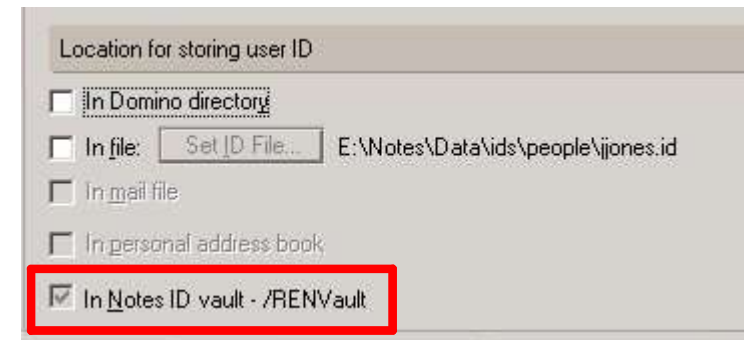 Location for storing user ID
In Domino directory
In file: Set ID File... E:\Notes\Data\ids\people\jjones.id
In mail file
In personal address book
In Notes ID vault - /RENVault